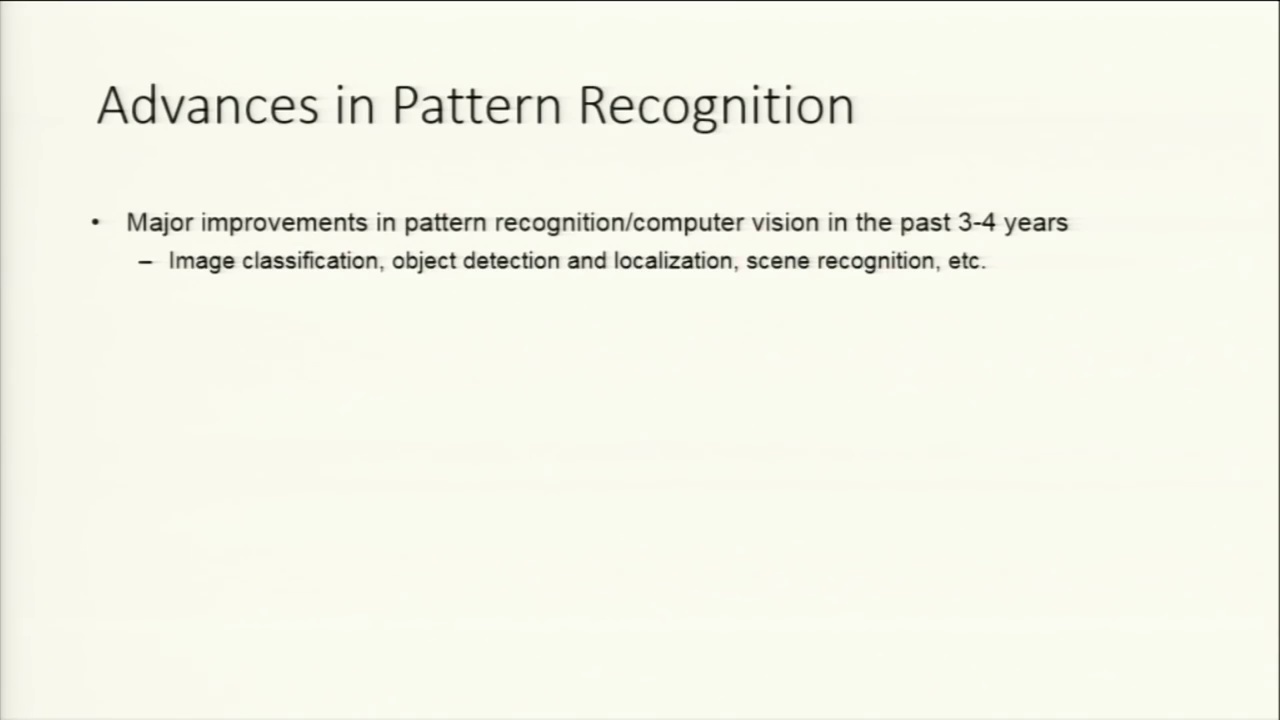 Advances in Pattern Recognition
• Major improvements in pattern recognition/computer vision in the past 3-4 years
– Image classification, object detection and localization, scene recognition, etc.